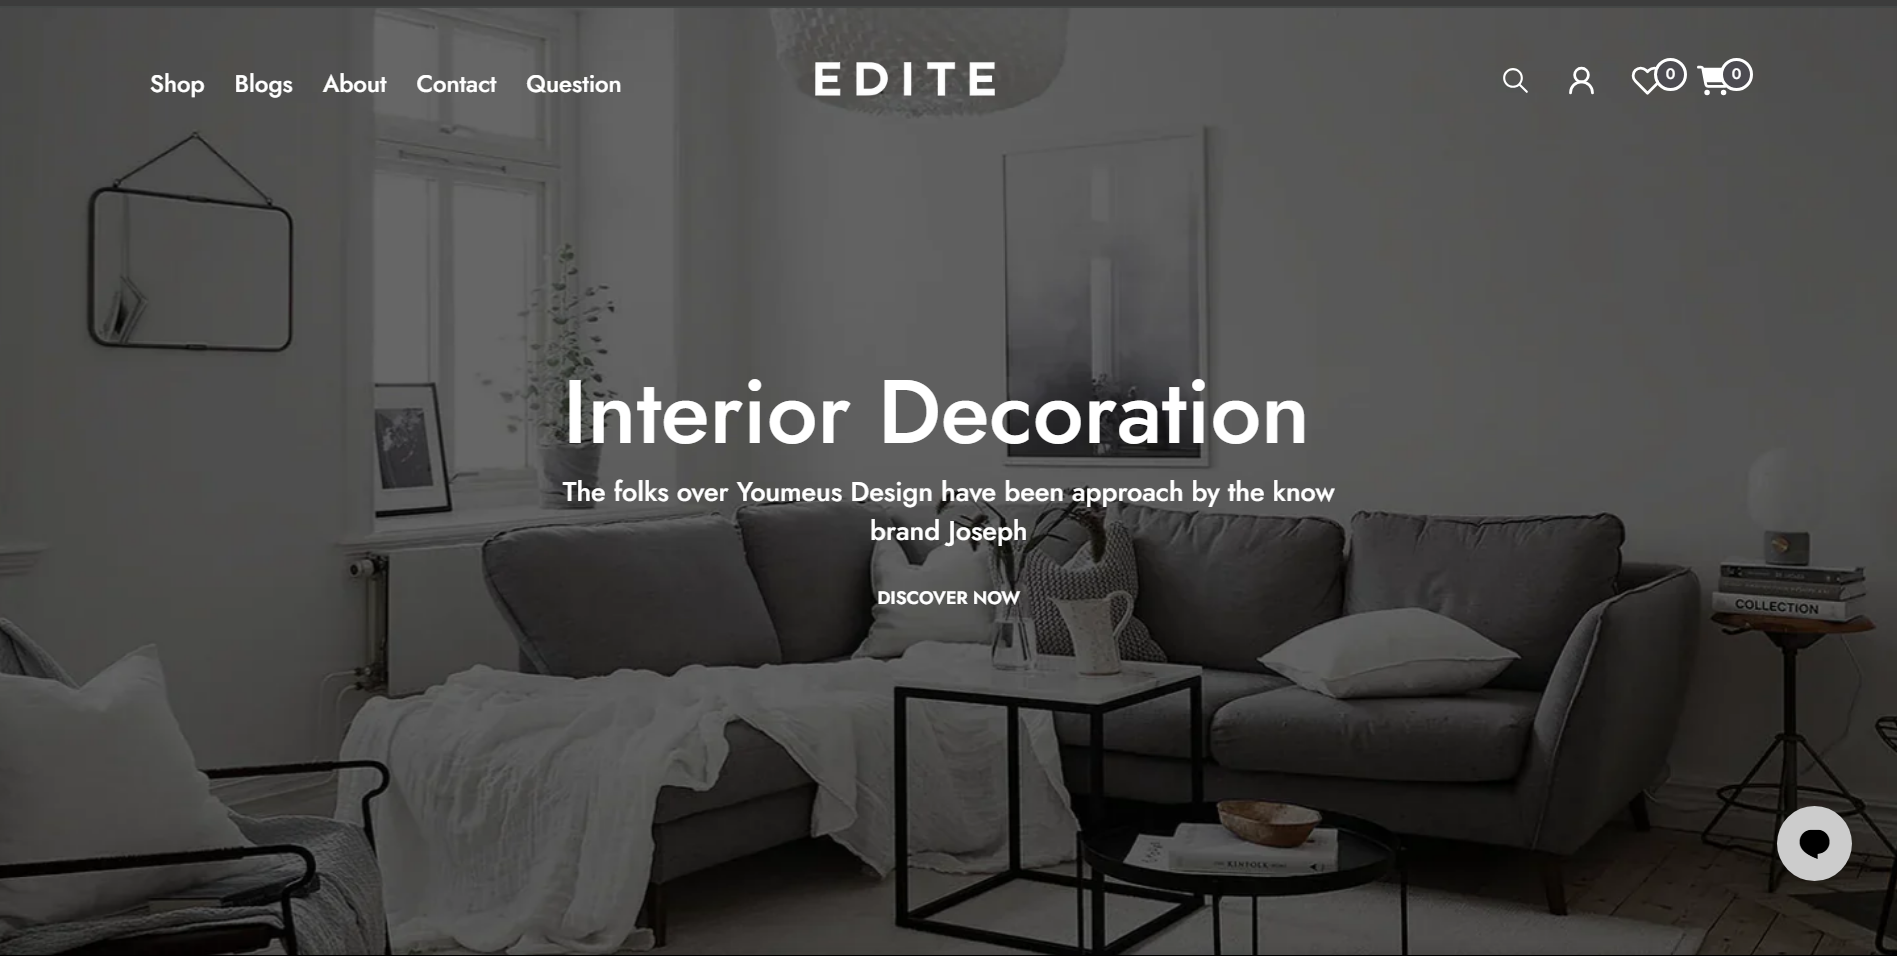 Shop Blogs About Contact Question
EDITE
0 0
Interior Decoration
The folks over Youmeus Design have been approach by the know
brand Joseph
DISCOVER NOW
COLLECTION
KINFOLK